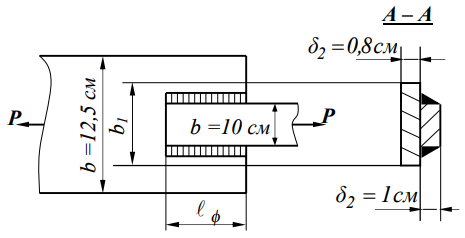 A – A
δ₂ = 0,8 см
P
b = 12,5 см
b₁
b = 10 см
P
ℓ ф
δ₂ = 1 см